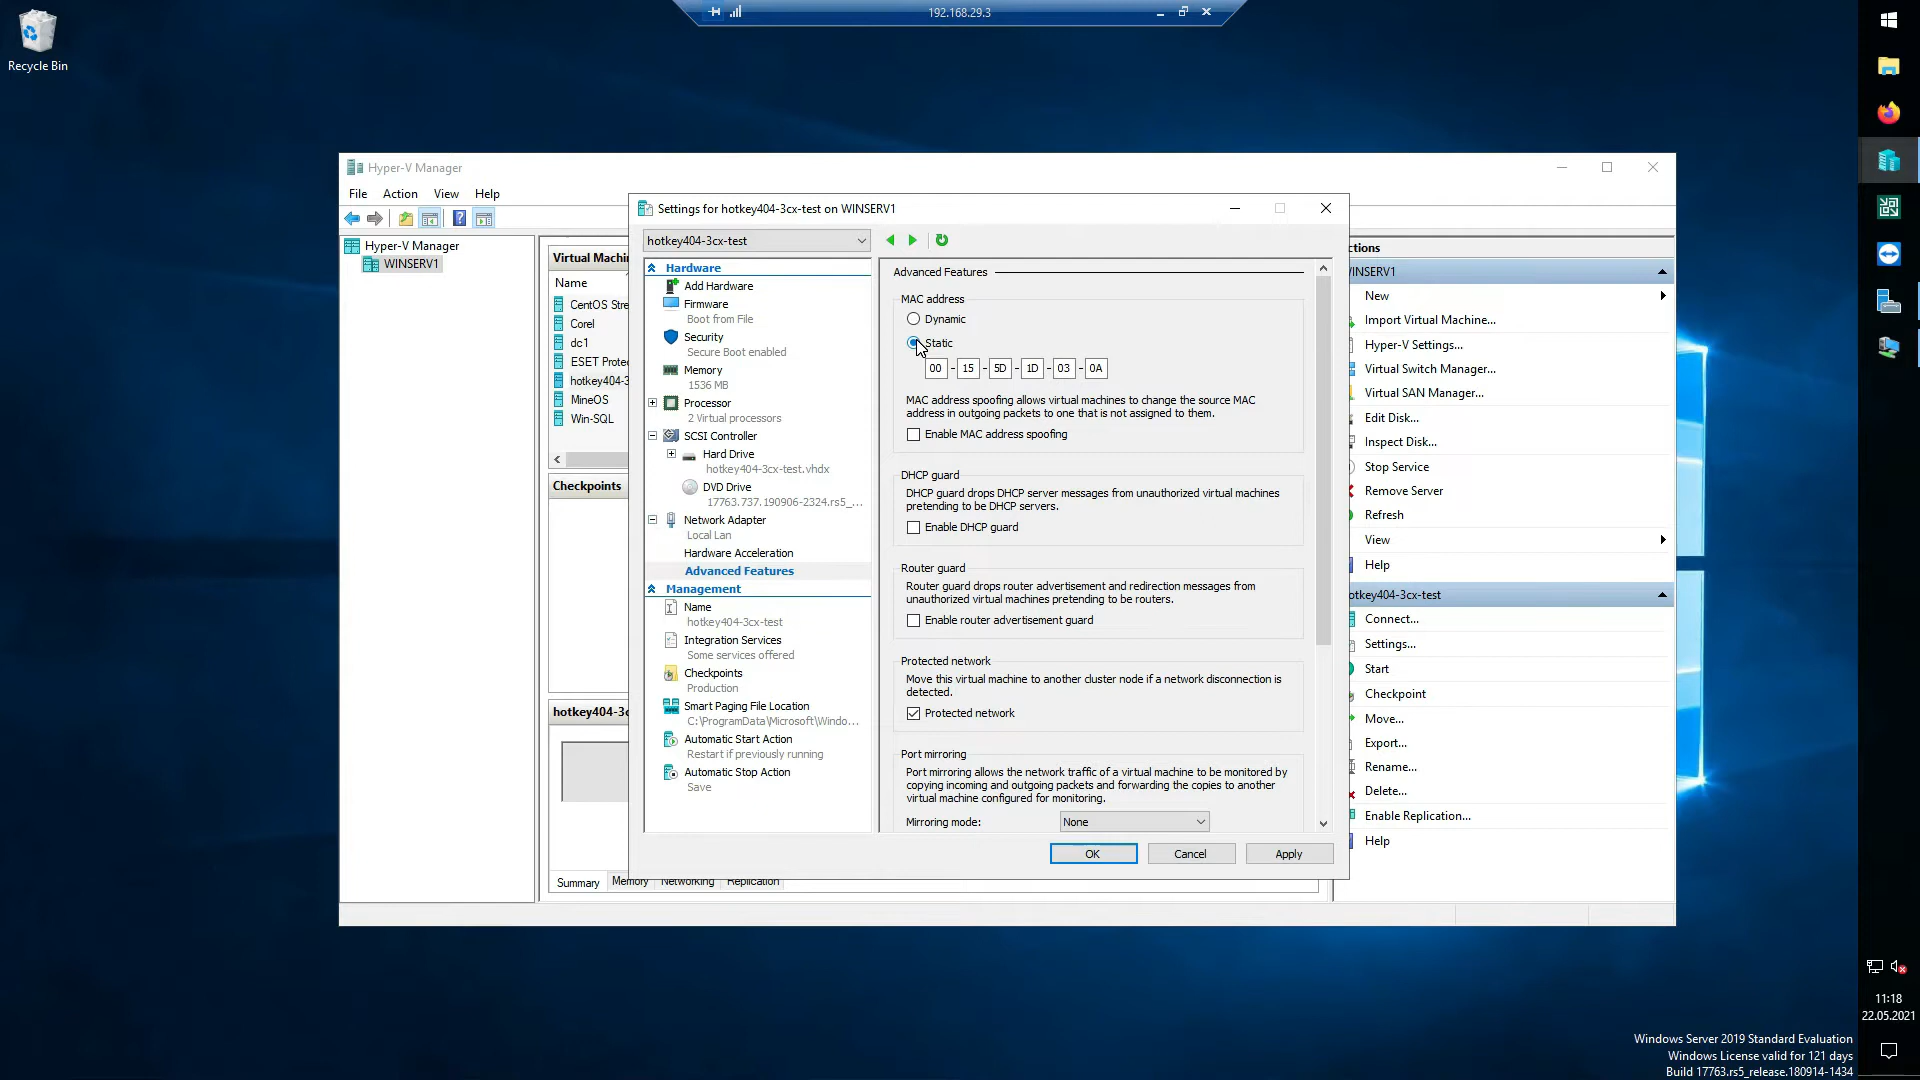 192.168.29.3
Recycle Bin
Hyper-V Manager
File Action View Help
Hyper-V Manager
WINSERV1
Virtual Machin
Name
CentOS Stre
Corel
dc1
ESET Prote
hotkey404-3
MineOS
Win-SQL
Checkpoints
hotkey404-3c
Summary Memory Networking Replication
Settings for hotkey404-3cx-test on WINSERV1
hotkey404-3cx-test
Hardware
Add Hardware
Firmware
Boot from File
Security
Secure Boot enabled
Memory
1536 MB
Processor
2 Virtual processors
SCSI Controller
Hard Drive
hotkey404-3cx-test.vhdx
DVD Drive
17763.737.190906-2324.rs5_...
Network Adapter
Local Lan
Hardware Acceleration
Advanced Features
Management
Name
hotkey404-3cx-test
Integration Services
Some services offered
Checkpoints
Production
Smart Paging File Location
C:\ProgramData\Microsoft\Windo...
Automatic Start Action
Restart if previously running
Automatic Stop Action
Save
Advanced Features
MAC address
Dynamic
Static
00 - 15 - 5D - 1D - 03 - 0A
MAC address spoofing allows virtual machines to change the source MAC
address in outgoing packets to one that is not assigned to them.
Enable MAC address spoofing
DHCP guard
DHCP guard drops DHCP server messages from unauthorized virtual machines
pretending to be DHCP servers.
Enable DHCP guard
Router guard
Router guard drops router advertisement and redirection messages from
unauthorized virtual machines pretending to be routers.
Enable router advertisement guard
Protected network
Move this virtual machine to another cluster node if a network disconnection is
detected.
Protected network
Port mirroring
Port mirroring allows the network traffic of a virtual machine to be monitored by
copying incoming and outgoing packets and forwarding the copies to another
virtual machine configured for monitoring.
Mirroring mode: None
OK Cancel Apply
ctions
WINSERV1
New
Import Virtual Machine...
Hyper-V Settings...
Virtual Switch Manager...
Virtual SAN Manager...
Edit Disk...
Inspect Disk...
Stop Service
Remove Server
Refresh
View
Help
otkey404-3cx-test
Connect...
Settings...
Start
Checkpoint
Move...
Export...
Rename...
Delete...
Enable Replication...
Help
11:18
22.05.2021
Windows Server 2019 Standard Evaluation
Windows License valid for 121 days
Build 17763.rs5_release.180914-1434